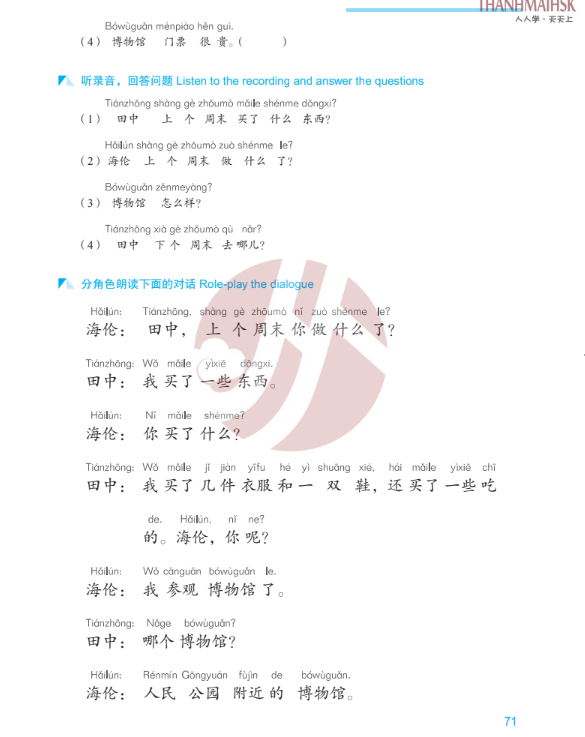 THANHMAIHSK
人人学·妥妥上
Bówùguǎn ménpiào hěn guì.
（4） 博物馆 门票 很 贵。（ ）
听录音，回答问题 Listen to the recording and answer the questions
Tiánzhōng shàng gè zhōumò mǎile shénme dōngxi?
（1） 田中 上 个 周末 买了 什么 东西？
Hǎilún shàng gè zhōumò zuò shénme le?
（2）海伦 上 个 周末 做 什么 了？
Bówùguǎn zěnmeyàng?
（3） 博物馆 怎么样？
Tiánzhōng xià gè zhōumò qù nǎr?
（4） 田中 下 个 周末 去 哪儿？
分角色朗读下面的对话 Role-play the dialogue
Hǎilún: Tiánzhōng, shàng gè zhōumò nǐ zuò shénme le?
海伦： 田中， 上 个 周末 你 做 什么 了？
Tiánzhōng: Wǒ mǎile yìxiē dōngxi.
田中： 我 买了 一些 东西。
Hǎilún: Nǐ mǎile shénme?
海伦： 你 买了 什么？
Tiánzhōng: Wǒ mǎile jǐ jiàn yīfu hé yì shuāng xié, hái mǎile yìxiē chī
田中： 我 买了 几 件 衣服 和 一 双 鞋， 还 买了 一些 吃
de. Hǎilún, nǐ ne?
的。海伦， 你 呢？
Hǎilún: Wǒ cānguān bówùguǎn le.
海伦： 我 参观 博物馆 了。
Tiánzhōng: Nǎge bówùguǎn?
田中： 哪个 博物馆？
Hǎilún: Rénmín Gōngyuán fùjìn de bówùguǎn.
海伦： 人民 公园 附近 的 博物馆。
71